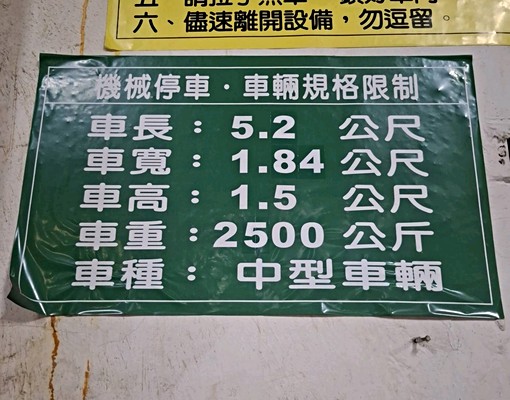 六、儘速離開設備，勿逗留。
機械停車．車輛規格限制
車長：5.2 公尺
車寬：1.84 公尺
車高：1.5 公尺
車重：2500 公斤
車種：中型車輛